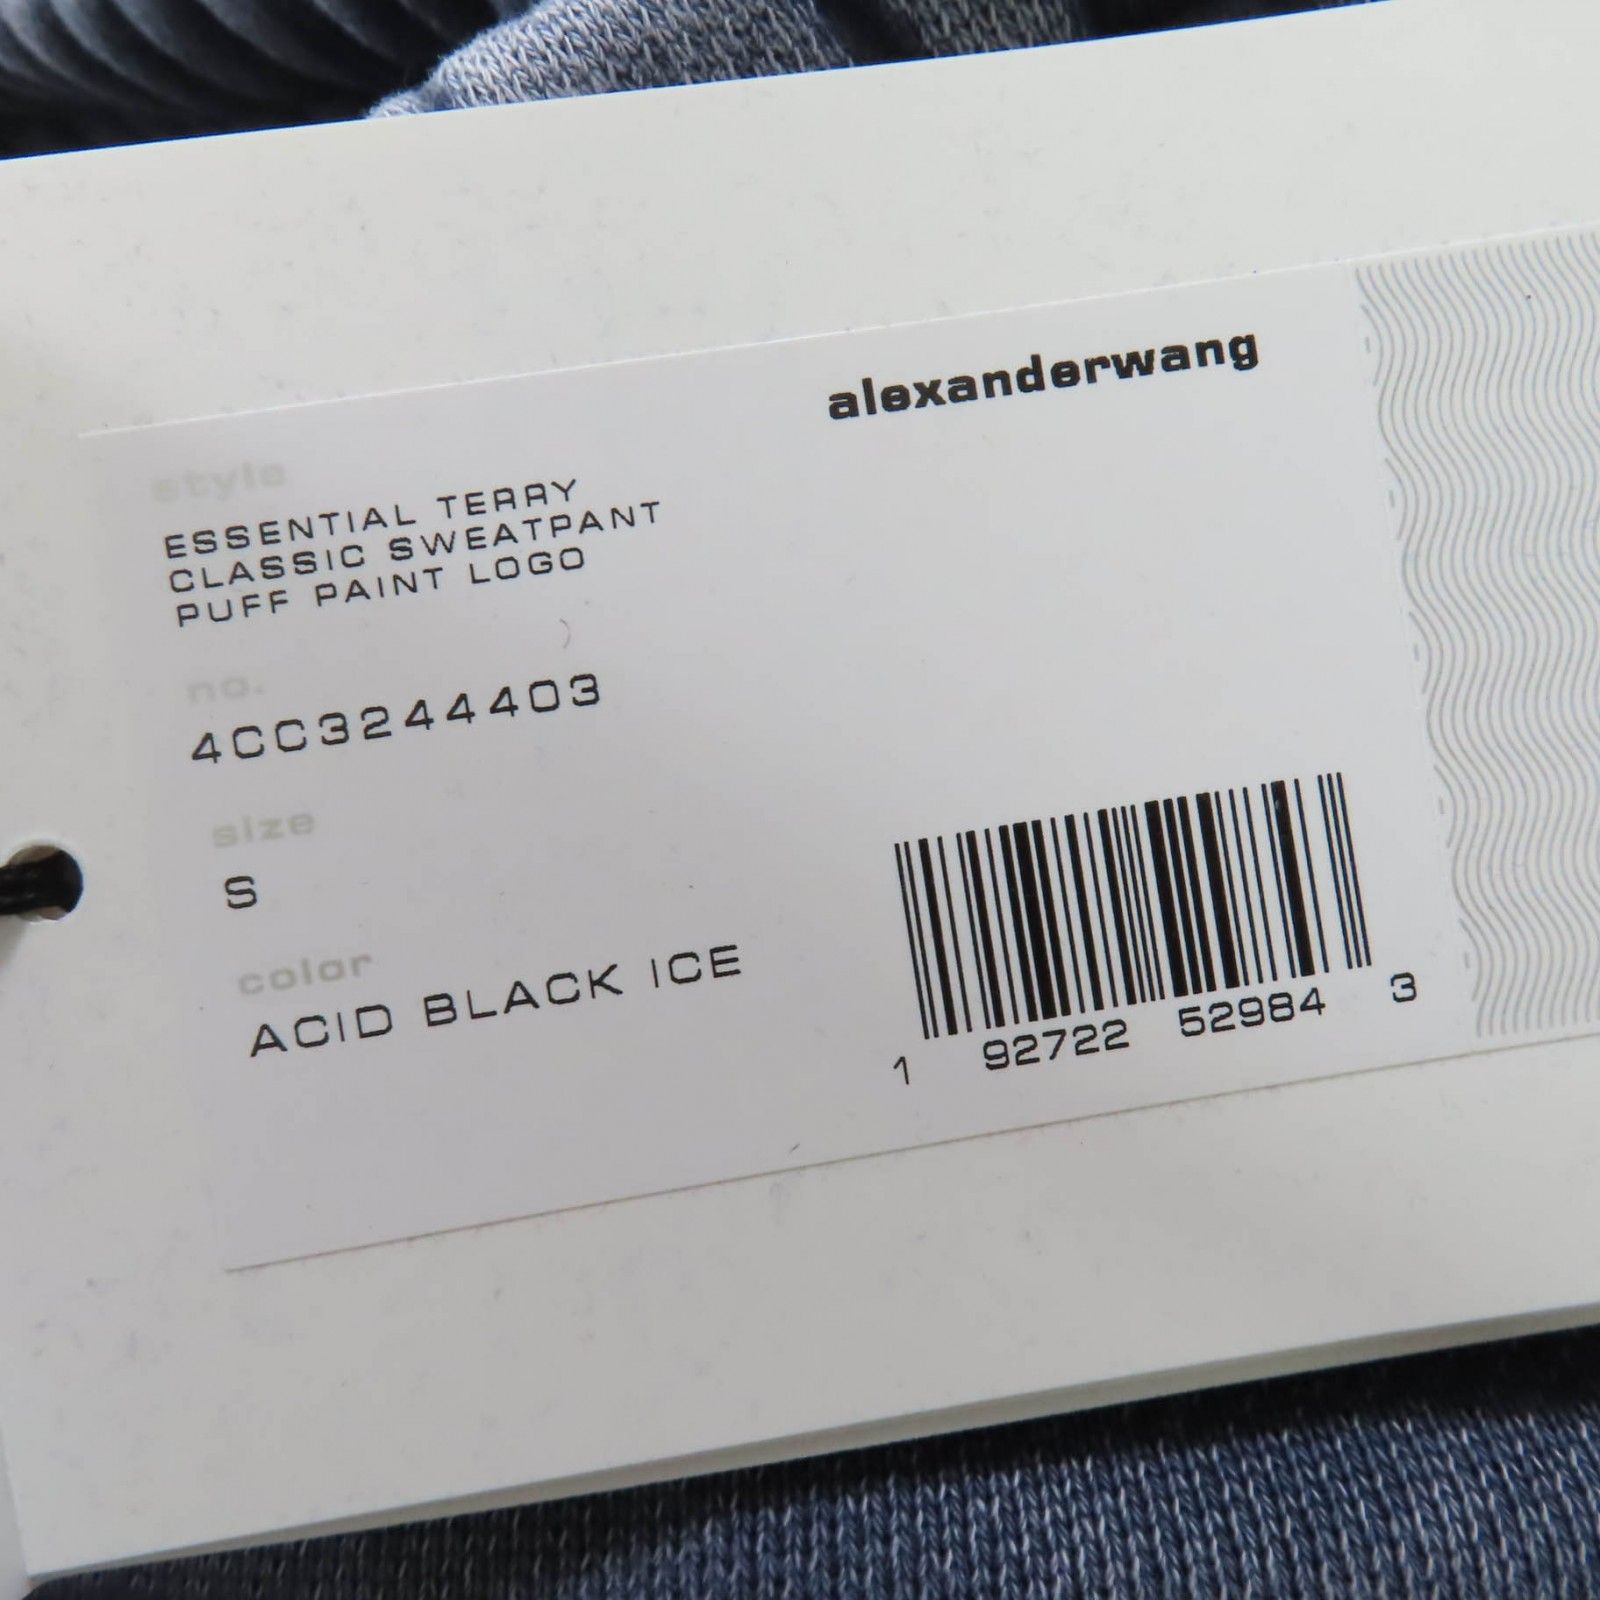 alexanderwang
style
ESSENTIAL TERRY
CLASSIC SWEATPANT
PUFF PAINT LOGO
no.
4CC3244403
size
S
color
ACID BLACK ICE
1 92722 52984 3